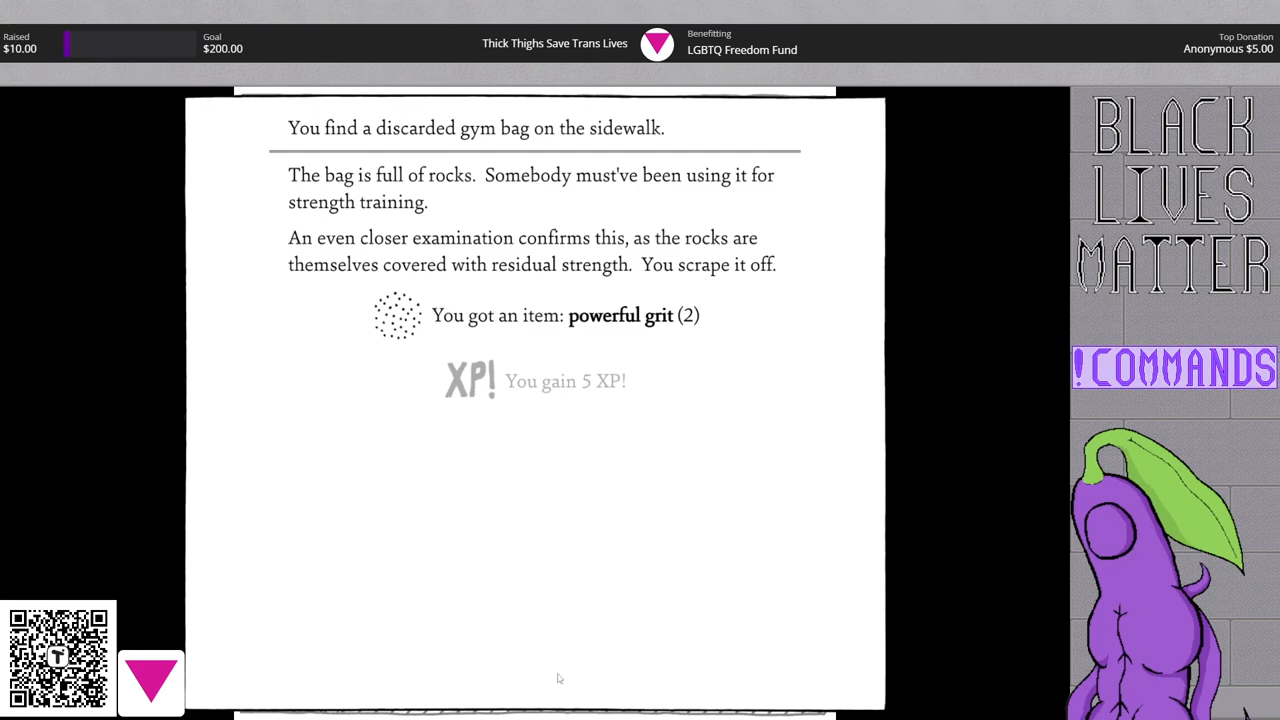 Raised
$10.00
Goal
$200.00
Thick Thighs Save Trans Lives
Benefitting
LGBTQ Freedom Fund
Top Donation
Anonymous $5.00
You find a discarded gym bag on the sidewalk.
The bag is full of rocks.  Somebody must've been using it for
strength training.
An even closer examination confirms this, as the rocks are
themselves covered with residual strength.  You scrape it off.
You got an item: powerful grit (2)
XP! You gain 5 XP!
BLACK
LIVES
MATTER
!COMMANDS
T